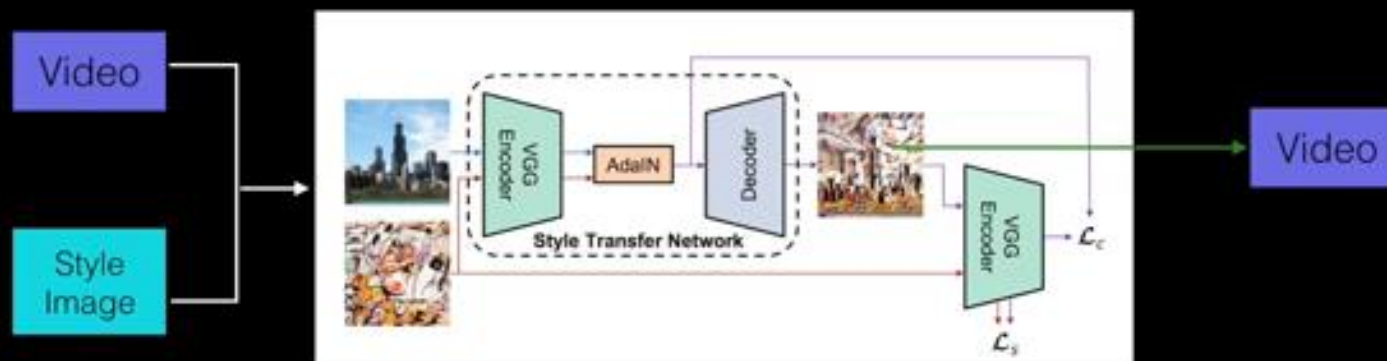 Video
Style
Image
VGG
Encoder
AdaIN
Decoder
Style Transfer Network
VGG
Encoder
𝓛c
𝓛s
Video